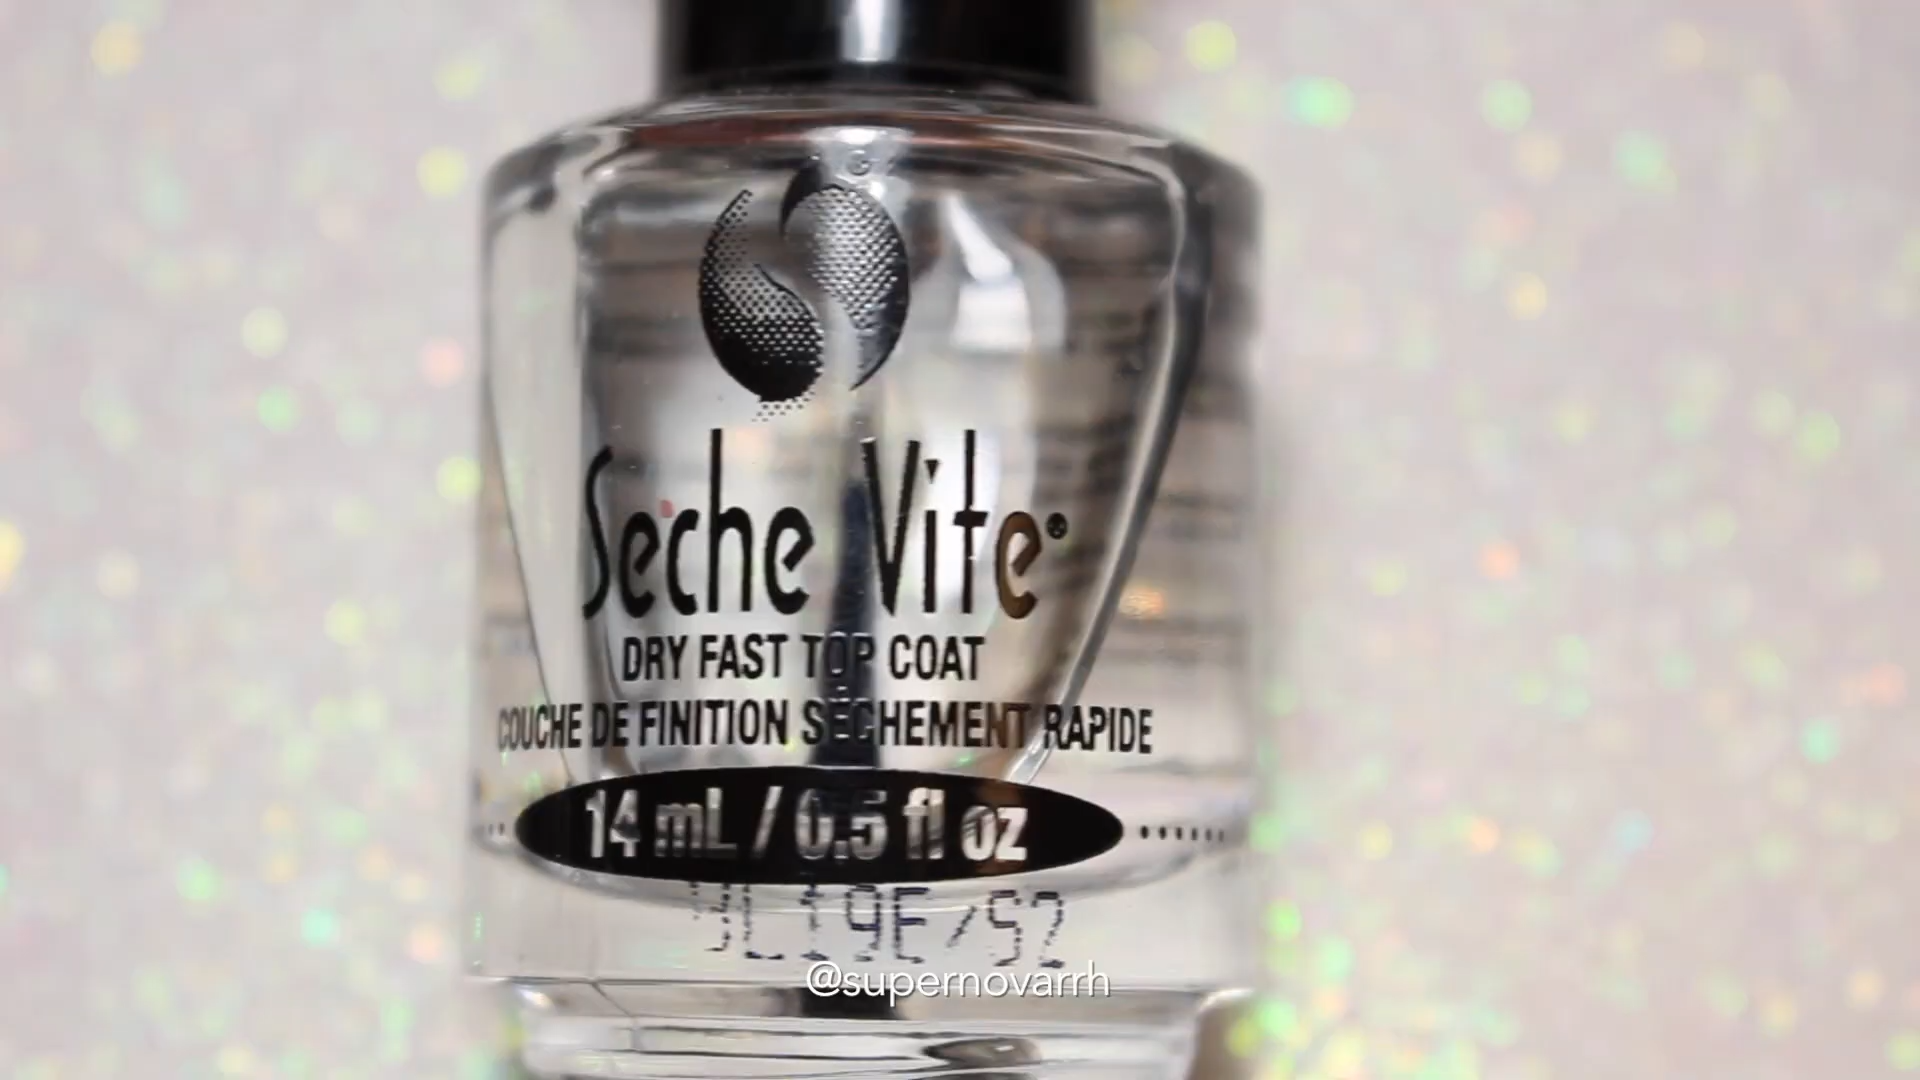 Seche Vite
DRY FAST TOP COAT
COUCHE DE FINITION SÉCHEMENT RAPIDE
14 mL / 0.5 fl oz
@supernovarrh